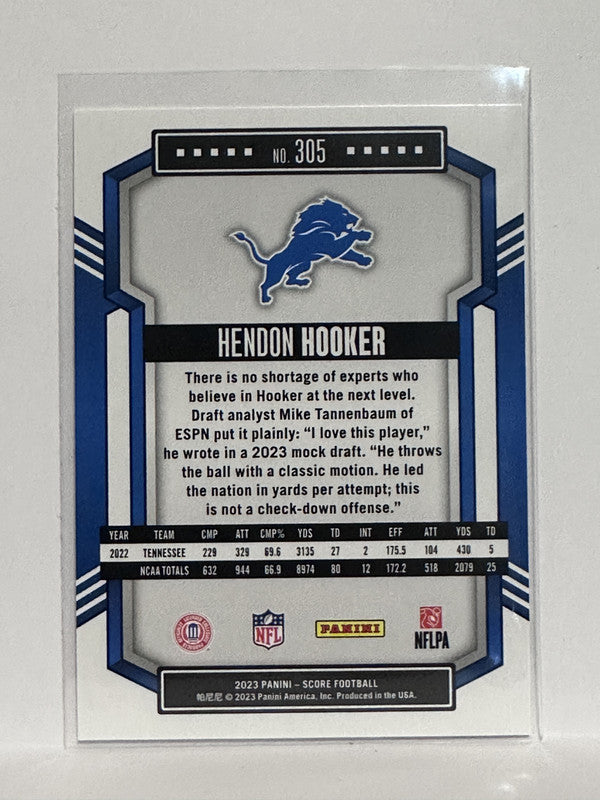 NO. 305
HENDON HOOKER
There is no shortage of experts who
believe in Hooker at the next level.
Draft analyst Mike Tannenbaum of
ESPN put it plainly: “I love this player,”
he wrote in a 2023 mock draft. “He throws
the ball with a classic motion. He led
the nation in yards per attempt; this
is not a check-down offense.”
YEAR TEAM CMP ATT CMP% YDS TD INT EFF ATT YDS TD
2022 TENNESSEE 229 329 69.6 3135 27 2 175.5 104 430 5
NCAA TOTALS 632 944 66.9 8974 80 12 172.2 518 2079 25
NFL PANINI NFLPA
2023 PANINI – SCORE FOOTBALL
帕尼尼 © 2023 Panini America, Inc. Produced in the USA.